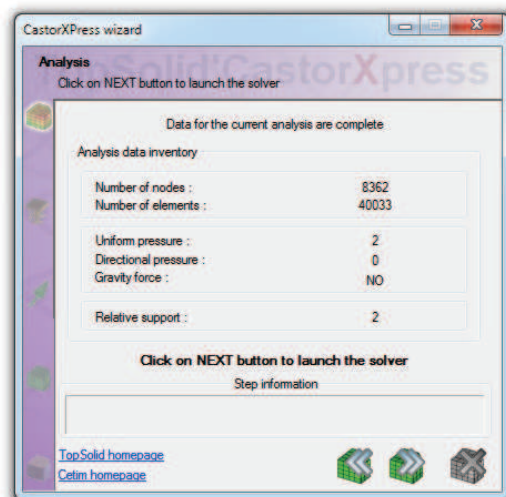 CastorXPress wizard
TopSolid'CastorXpress
Analysis
Click on NEXT button to launch the solver
Data for the current analysis are complete
Analysis data inventory
Number of nodes : 8362
Number of elements : 40033
Uniform pressure : 2
Directional pressure : 0
Gravity force : NO
Relative support : 2
Click on NEXT button to launch the solver
Step information
TopSolid homepage
Cetim homepage